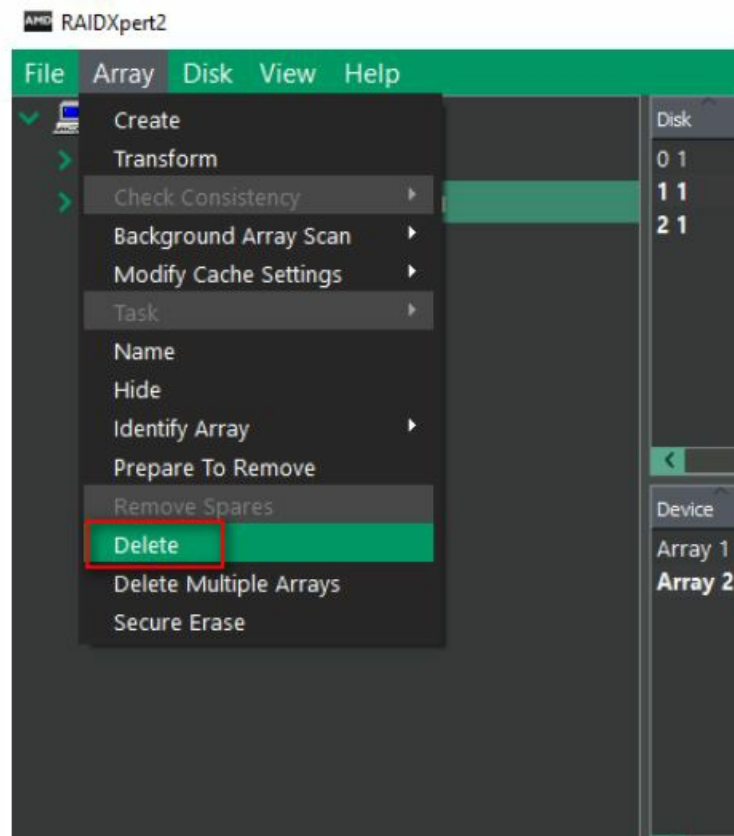 AMD RAIDXpert2
File Array Disk View Help
Create
Transform
Check Consistency
Background Array Scan
Modify Cache Settings
Task
Name
Hide
Identify Array
Prepare To Remove
Remove Spares
Delete
Delete Multiple Arrays
Secure Erase
Disk
0 1
1 1
2 1
Device
Array 1
Array 2